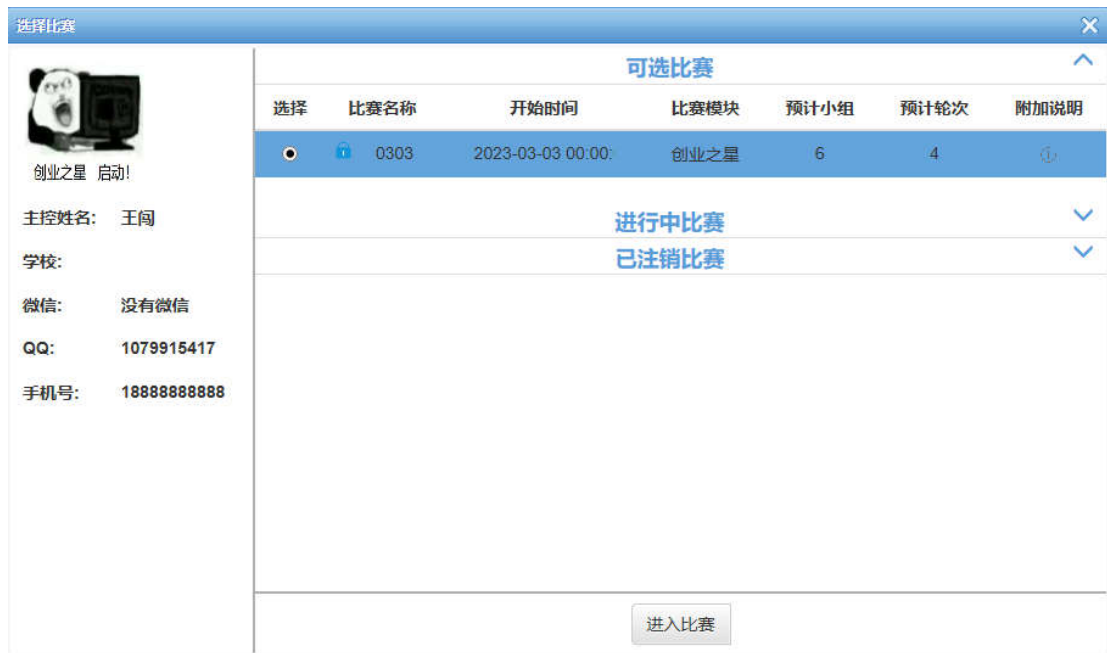 选择比赛
创业之星 启动!
主控姓名: 王闯
学校:
微信: 没有微信
QQ: 1079915417
手机号: 18888888888
可选比赛
选择 比赛名称 开始时间 比赛模块 预计小组 预计轮次 附加说明
0303 2023-03-03 00:00: 创业之星 6 4
进行中比赛
已注销比赛
进入比赛